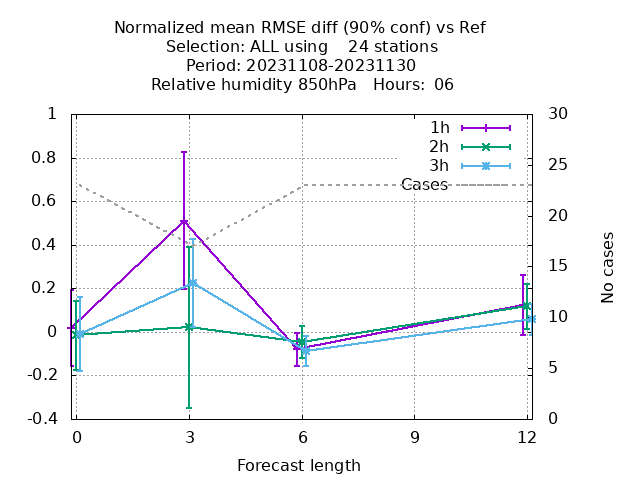 Normalized mean RMSE diff (90% conf) vs Ref
Selection: ALL using    24 stations
Period: 20231108-20231130
Relative humidity 850hPa   Hours: 06
1
0.8
0.6
0.4
0.2
0
-0.2
-0.4
30
25
20
15
10
5
0
1h
2h
3h
Cases
No cases
0 3 6 9 12
Forecast length